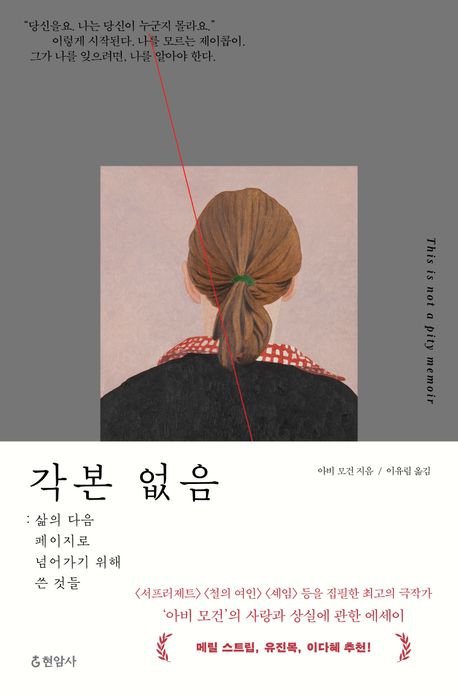 “당신을요. 나는 당신이 누군지 몰라요.”
이렇게 시작된다. 나를 모르는 제이콥이.
그가 나를 잊으려면, 나를 알아야 한다.
This is not a pity memoir
각본 없음
아비 모건 지음 / 이유림 옮김
: 삶의 다음
페이지로
넘어가기 위해
쓴 것들
〈서프러제트〉 〈철의 여인〉 〈셰임〉 등을 집필한 최고의 극작가
‘아비 모건’의 사랑과 상실에 관한 에세이
메릴 스트립, 유진목, 이다혜 추천!
현암사